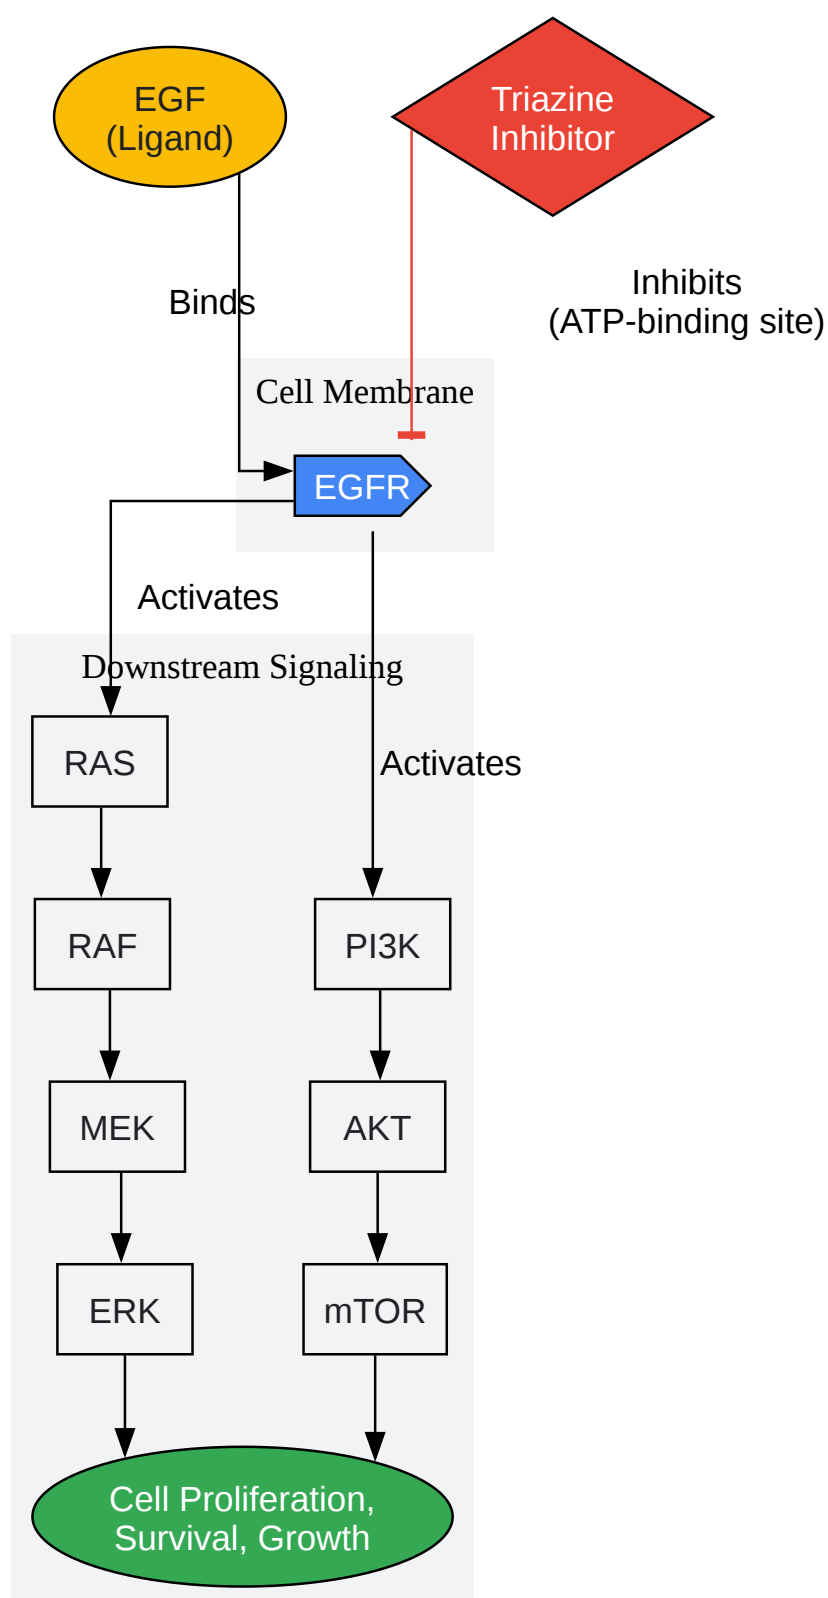 EGF
(Ligand)
Triazine
Inhibitor
Binds
Inhibits
(ATP-binding site)
Cell Membrane
EGFR
Activates
Downstream Signaling
RAS
Activates
RAF
PI3K
MEK
AKT
ERK
mTOR
Cell Proliferation,
Survival, Growth